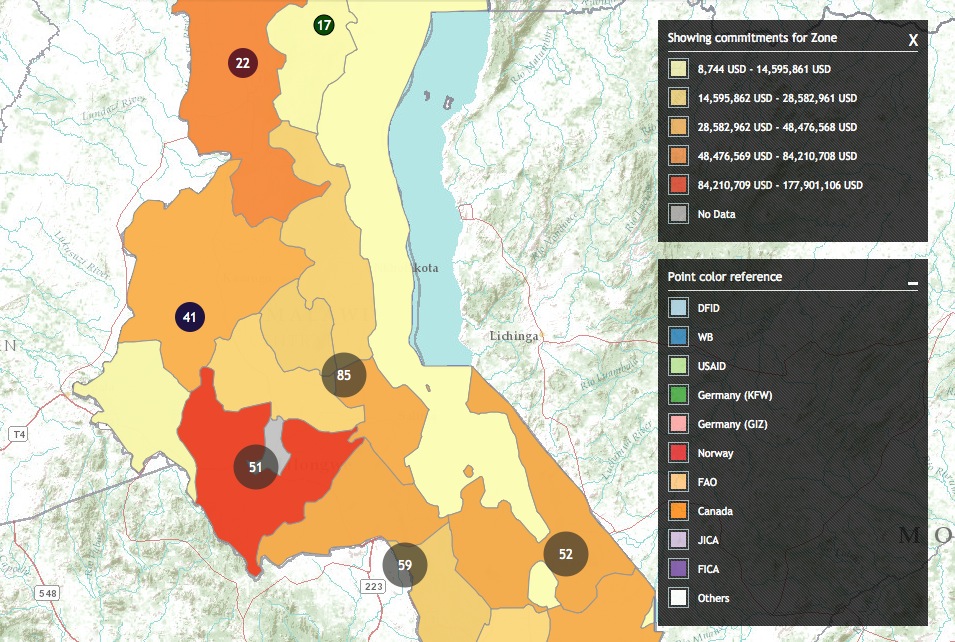 17
22
Showing commitments for Zone
X
8,744 USD - 14,595,861 USD
14,595,862 USD - 28,582,961 USD
28,582,962 USD - 48,476,568 USD
48,476,569 USD - 84,210,708 USD
84,210,709 USD - 177,901,106 USD
No Data
kota
Point color reference
DFID
41
WB
Lichinga
85
USAID
Germany (KFW)
Germany (GIZ)
T4
51
Norway
FAO
Canada
M O
JICA
52
59
FICA
223
548
Others